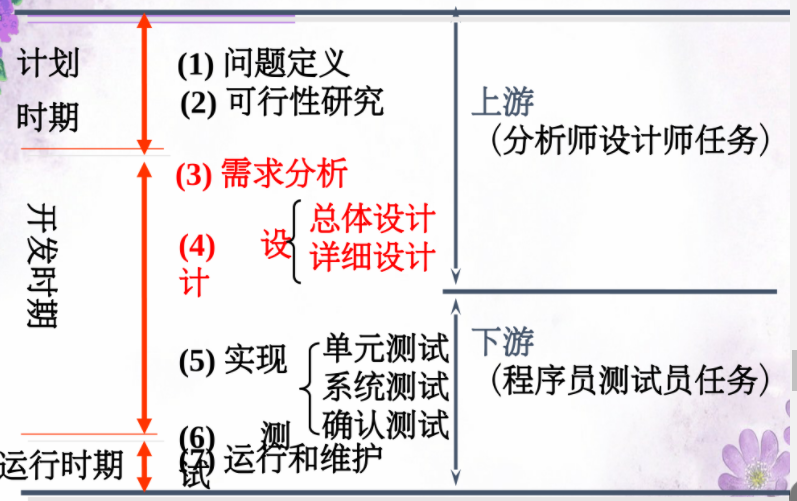 计划
时期
(1) 问题定义
(2) 可行性研究
上游
（分析师设计师任务）
开发时期
(3) 需求分析
(4) 设
计
总体设计
详细设计
(5) 实现
(6) 测
试
单元测试
系统测试
确认测试
下游
（程序员测试员任务）
运行时期
(7) 运行和维护